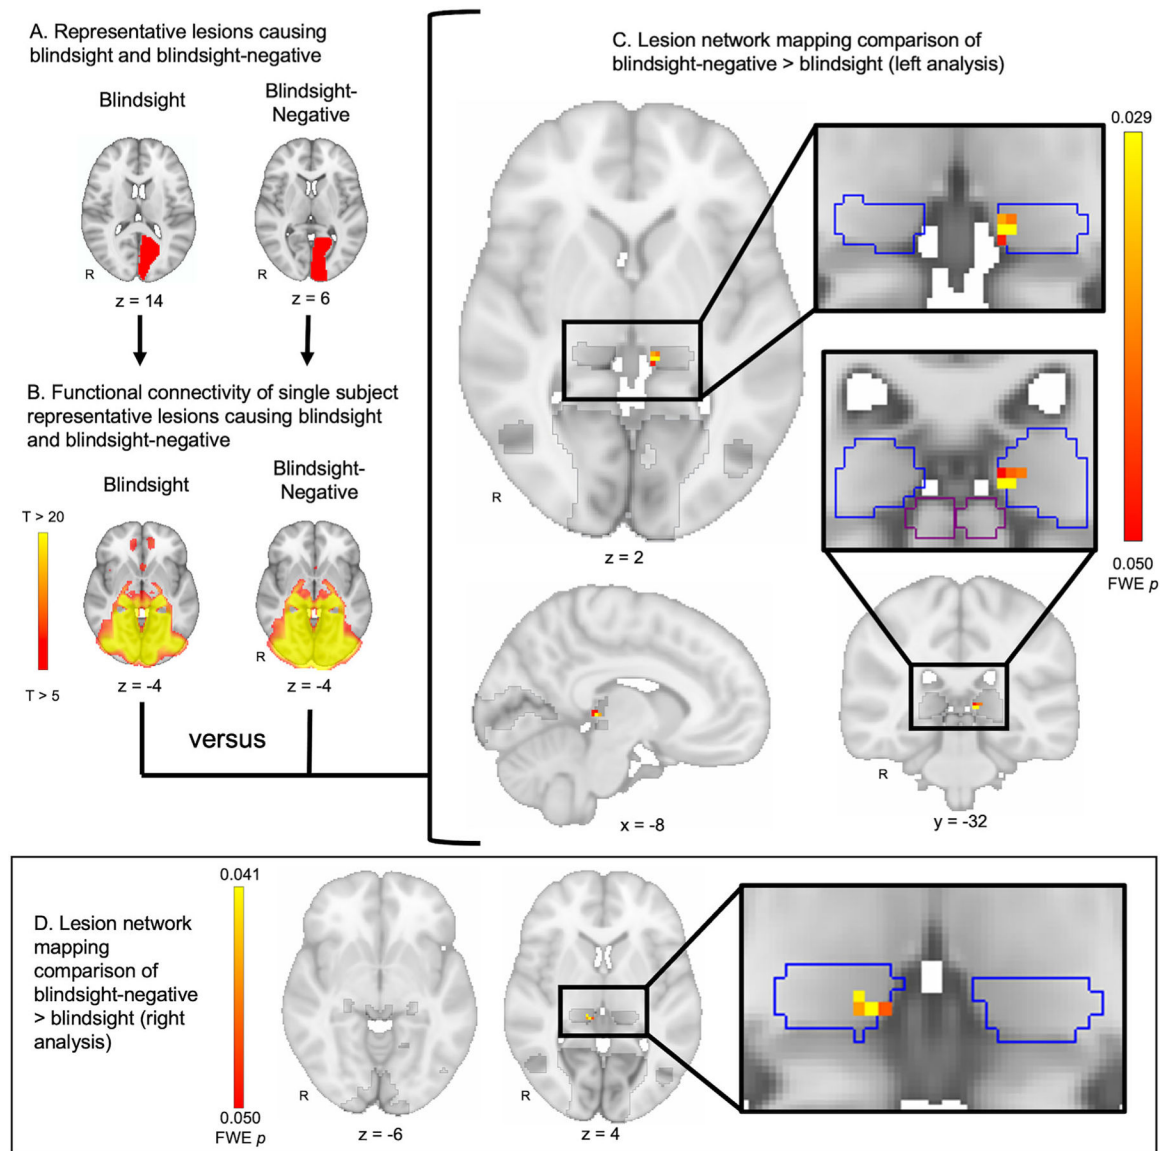 A. Representative lesions causing
blindsight and blindsight-negative
Blindsight
Blindsight-
Negative
R
R
z = 14
z = 6
B. Functional connectivity of single subject
representative lesions causing blindsight
and blindsight-negative
Blindsight
Blindsight-
Negative
T > 20
T > 5
R
z = -4
z = -4
versus
C. Lesion network mapping comparison of
blindsight-negative > blindsight (left analysis)
0.029
0.050
FWE p
R
z = 2
x = -8
R
y = -32
D. Lesion network
mapping
comparison of
blindsight-negative
> blindsight (right
analysis)
0.041
0.050
FWE p
R
z = -6
R
z = 4